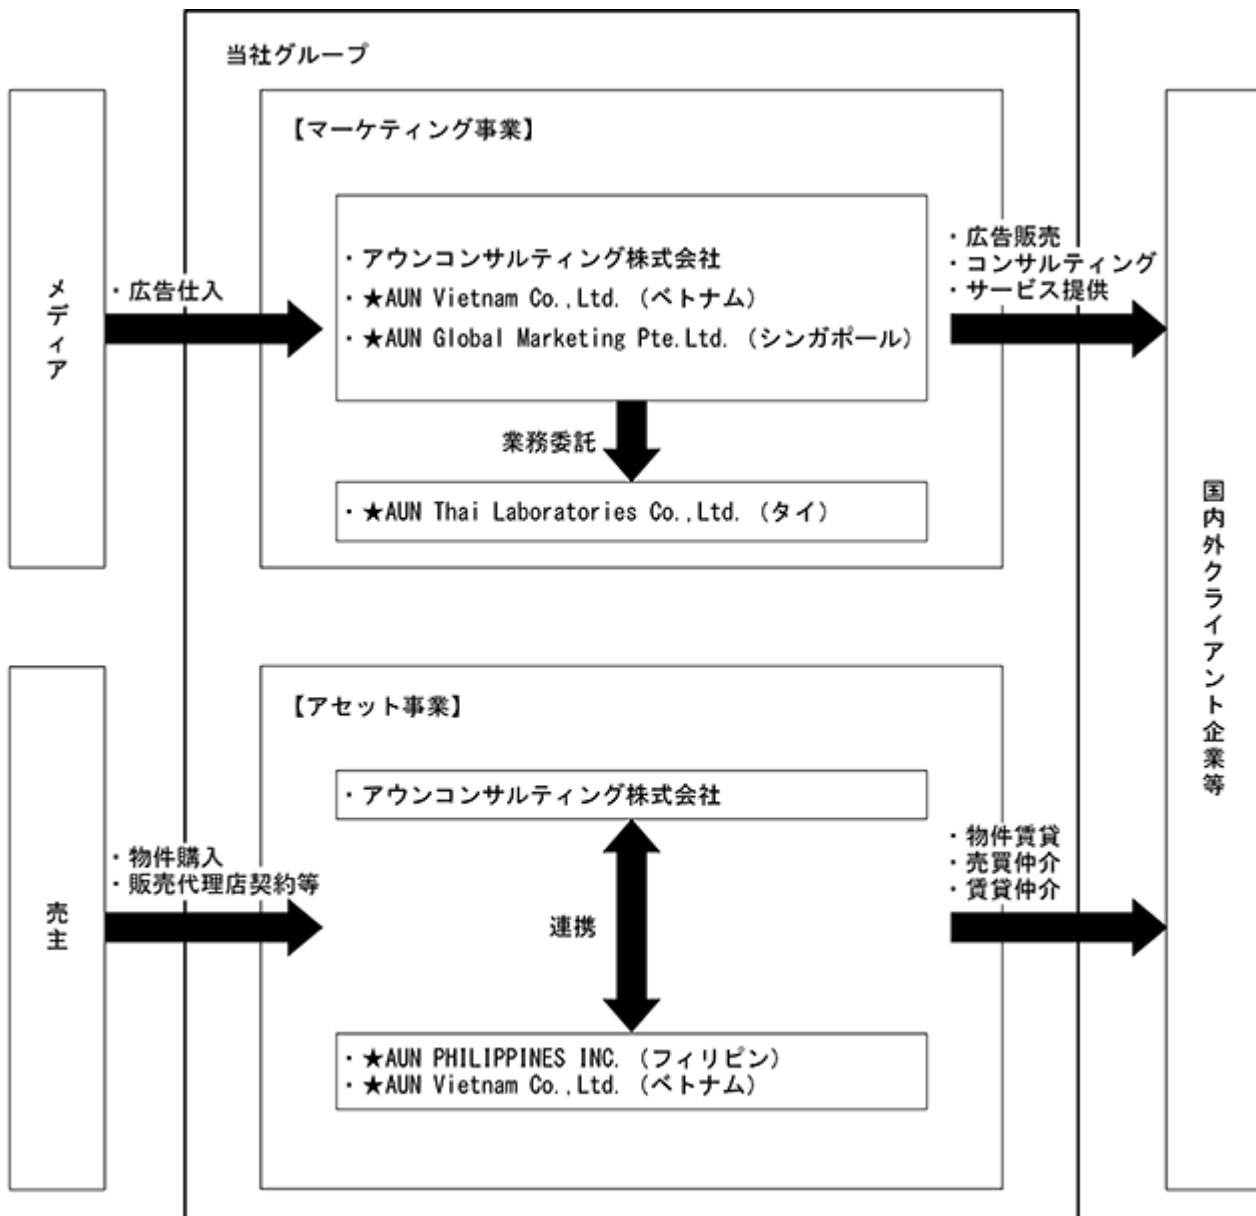 当社グループ
メディア
・広告仕入
【マーケティング事業】
・アウンコンサルティング株式会社
・★AUN Vietnam Co.,Ltd.（ベトナム）
・★AUN Global Marketing Pte.Ltd.（シンガポール）
業務委託
・★AUN Thai Laboratories Co.,Ltd.（タイ）
・広告販売
・コンサルティング
・サービス提供
国内外クライアント企業等
売主
・物件購入
・販売代理店契約等
【アセット事業】
・アウンコンサルティング株式会社
連携
・★AUN PHILIPPINES INC.（フィリピン）
・★AUN Vietnam Co.,Ltd.（ベトナム）
・物件賃貸
・売買仲介
・賃貸仲介